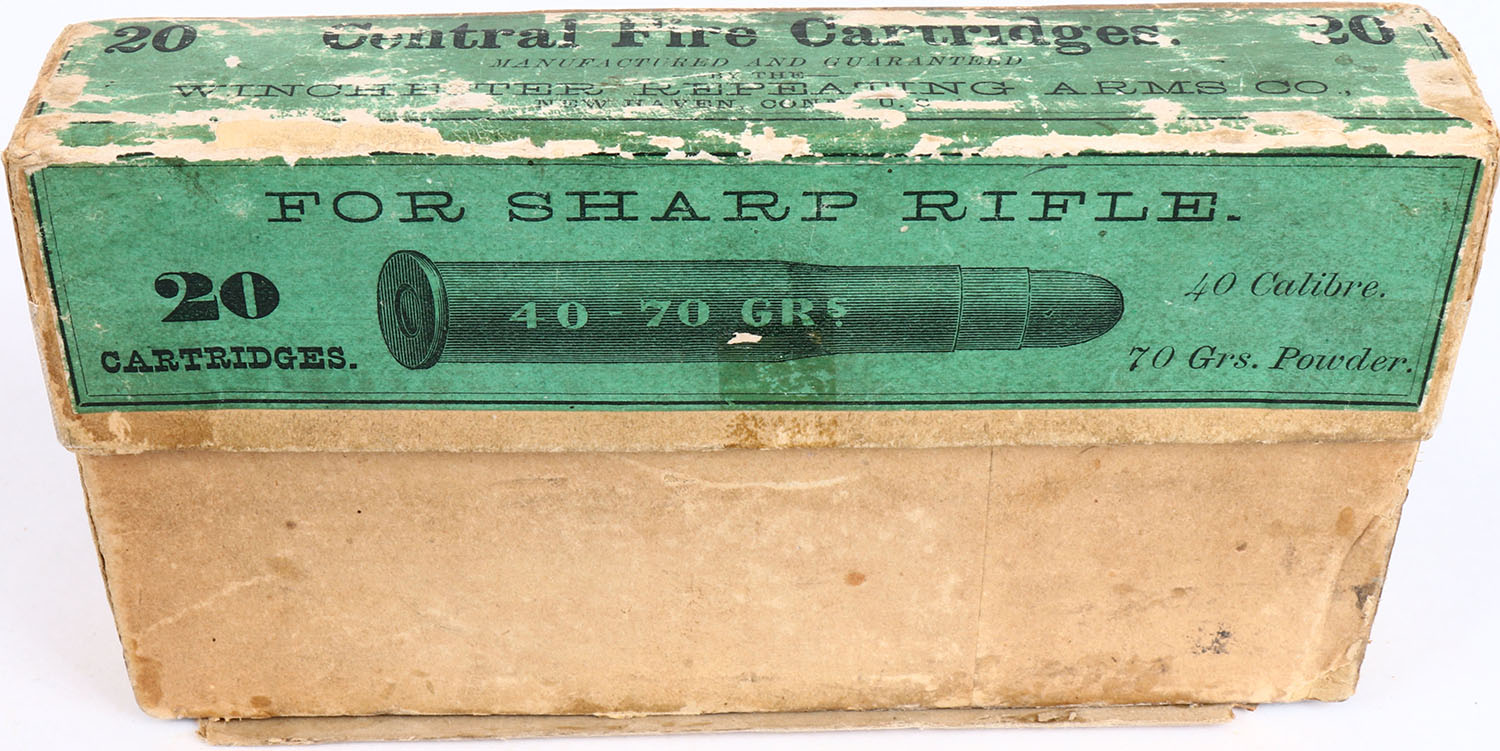 20 Central Fire Cartridges. 20
MANUFACTURED AND GUARANTEED
BY THE
WINCHESTER REPEATING ARMS CO.,
NEW HAVEN, CONN. U.S.
FOR SHARP RIFLE.
20
CARTRIDGES.
40-70 GRS.
40 Calibre.
70 Grs. Powder.